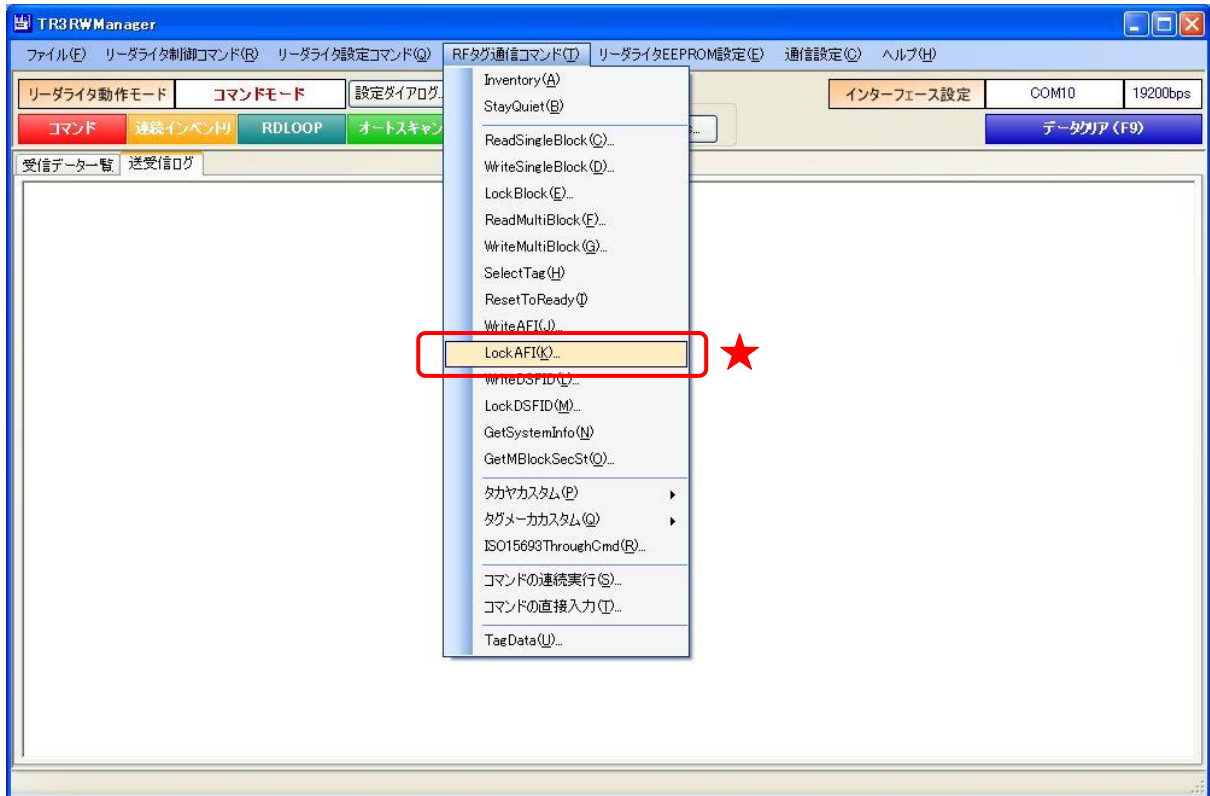 TR3RWManager
ファイル(F) リーダライタ制御コマンド(R) リーダライタ設定コマンド(Q) RFタグ通信コマンド(T) リーダライタEEPROM設定(E) 通信設定(C) ヘルプ(H)
リーダライタ動作モード コマンドモード 設定ダイアログ インターフェース設定 COM10 19200bps
コマンド 連続インベントリ RDLOOP オートスキャン データクリア (F9)
受信データ一覧 送受信ログ
Inventory(A)
StayQuiet(B)
ReadSingleBlock(C)...
WriteSingleBlock(D)...
LockBlock(E)...
ReadMultiBlock(F)...
WriteMultiBlock(G)...
SelectTag(H)
ResetToReady(I)
WriteAFI(J)...
LockAFI(K)...
WriteDSFID(L)...
LockDSFID(M)...
GetSystemInfo(N)
GetMBlockSecSt(O)...
タカヤカスタム(P)
タグメーカカスタム(Q)
ISO15693ThroughCmd(R)...
コマンドの連続実行(S)...
コマンドの直接入力(T)...
TagData(U)...